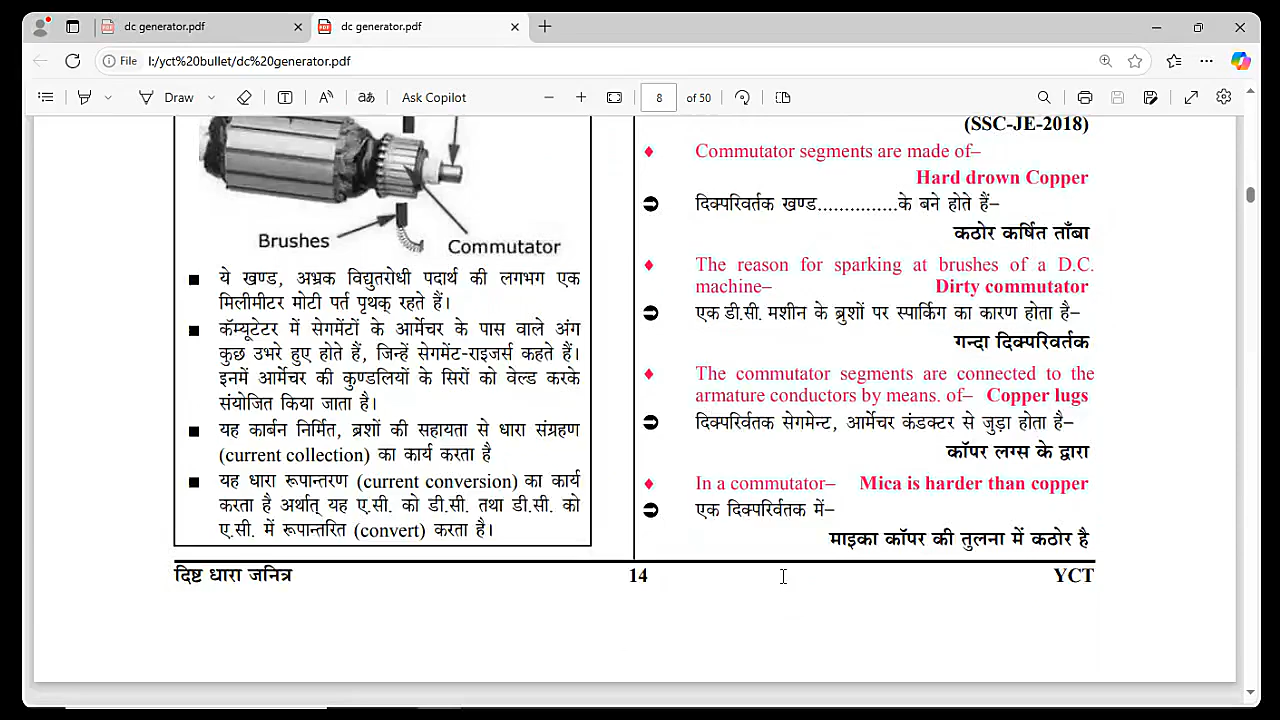 dc generator.pdf
dc generator.pdf
File
I:/yct%20bullet/dc%20generator.pdf
Draw
Ask Copilot
8 of 50
Brushes
Commutator
■ ये खण्ड, अभ्रक विद्युतरोधी पदार्थ की लगभग एक
मिलीमीटर मोटी पर्त पृथक् रहते हैं।
■ कॅम्यूटेटर में सेगमेंटों के आर्मेचर के पास वाले अंग
कुछ उभरे हुए होते हैं, जिन्हें सेगमेंट-राइजर्स कहते हैं।
इनमें आर्मेचर की कुण्डलियों के सिरों को वेल्ड करके
संयोजित किया जाता है।
■ यह कार्बन निर्मित, ब्रशों की सहायता से धारा संग्रहण
(current collection) का कार्य करता है
■ यह धारा रूपान्तरण (current conversion) का कार्य
करता है अर्थात् यह ए.सी. को डी.सी. तथा डी.सी. को
ए.सी. में रूपान्तरित (convert) करता है।
(SSC-JE-2018)
♦ Commutator segments are made of–
Hard drown Copper
➲ दिक्परिवर्तक खण्ड...............के बने होते हैं–
कठोर कर्षित ताँबा
♦ The reason for sparking at brushes of a D.C.
machine– Dirty commutator
➲ एक डी.सी. मशीन के ब्रुशों पर स्पार्किंग का कारण होता है–
गन्दा दिक्परिवर्तक
♦ The commutator segments are connected to the
armature conductors by means. of– Copper lugs
➲ दिक्परिर्वतक सेगमेन्ट, आर्मेचर कंडक्टर से जुड़ा होता है–
कॉपर लग्स के द्वारा
♦ In a commutator– Mica is harder than copper
➲ एक दिक्परिर्वतक में–
माइका कॉपर की तुलना में कठोर है
दिष्ट धारा जनित्र 14 YCT